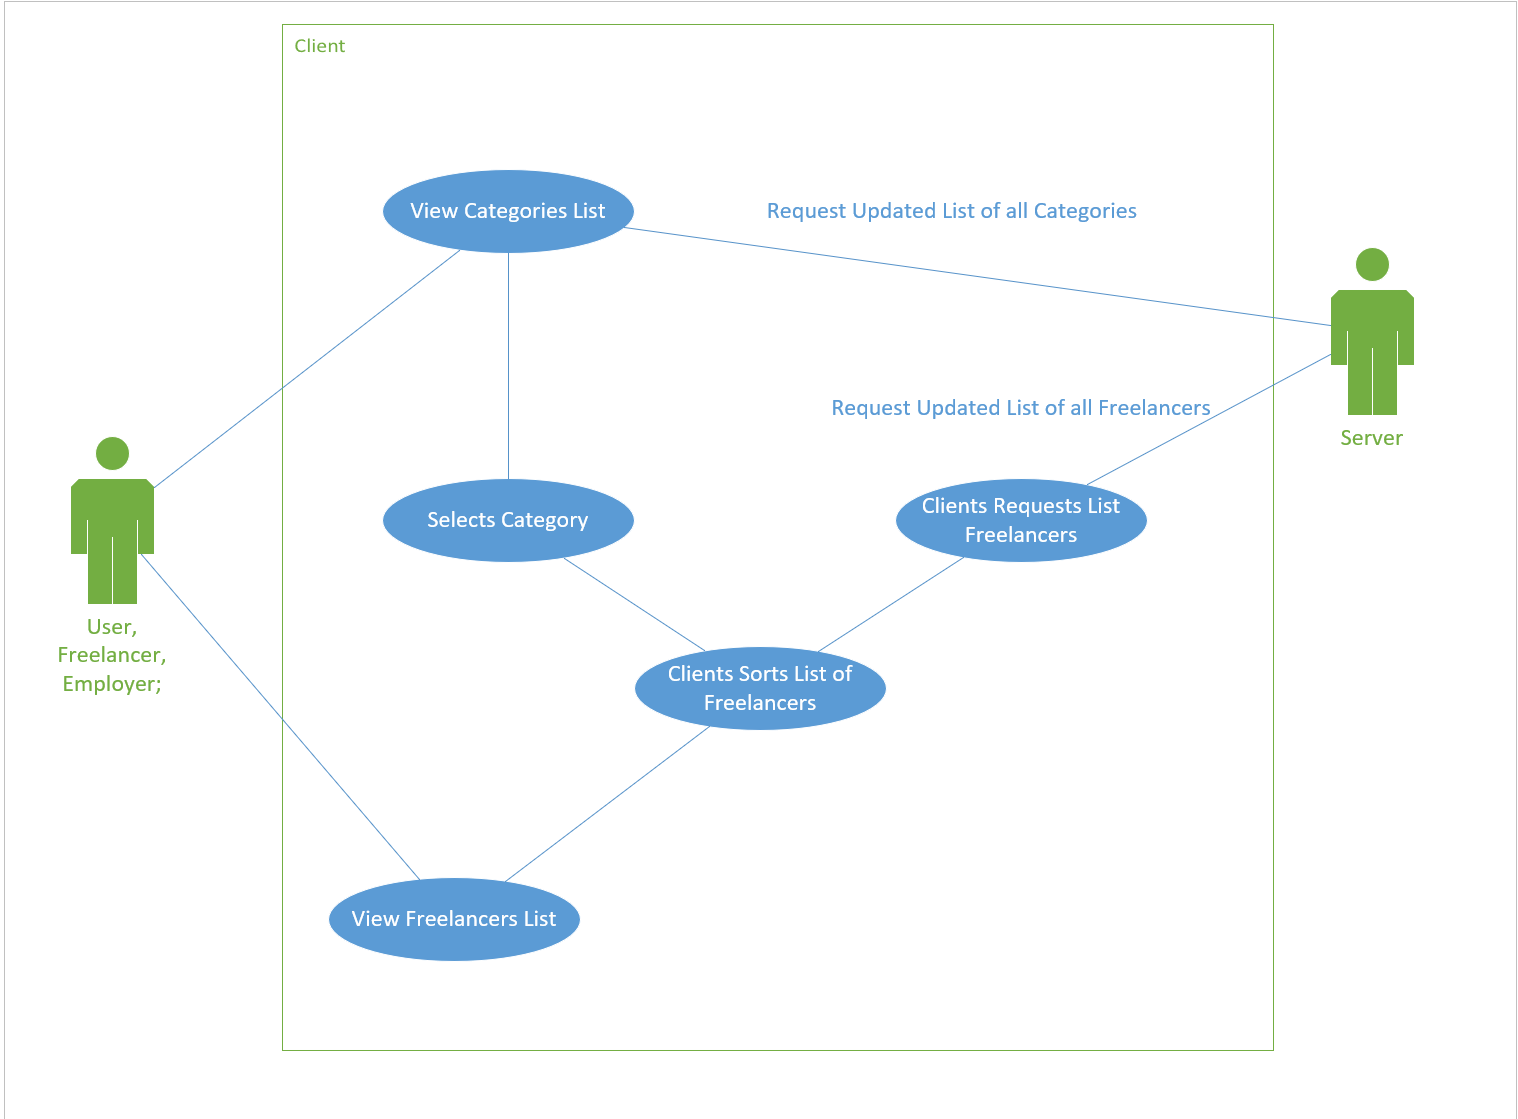 Client
View Categories List
Request Updated List of all Categories
Request Updated List of all Freelancers
Server
Selects Category
Clients Requests List
Freelancers
User,
Freelancer,
Employer;
Clients Sorts List of
Freelancers
View Freelancers List